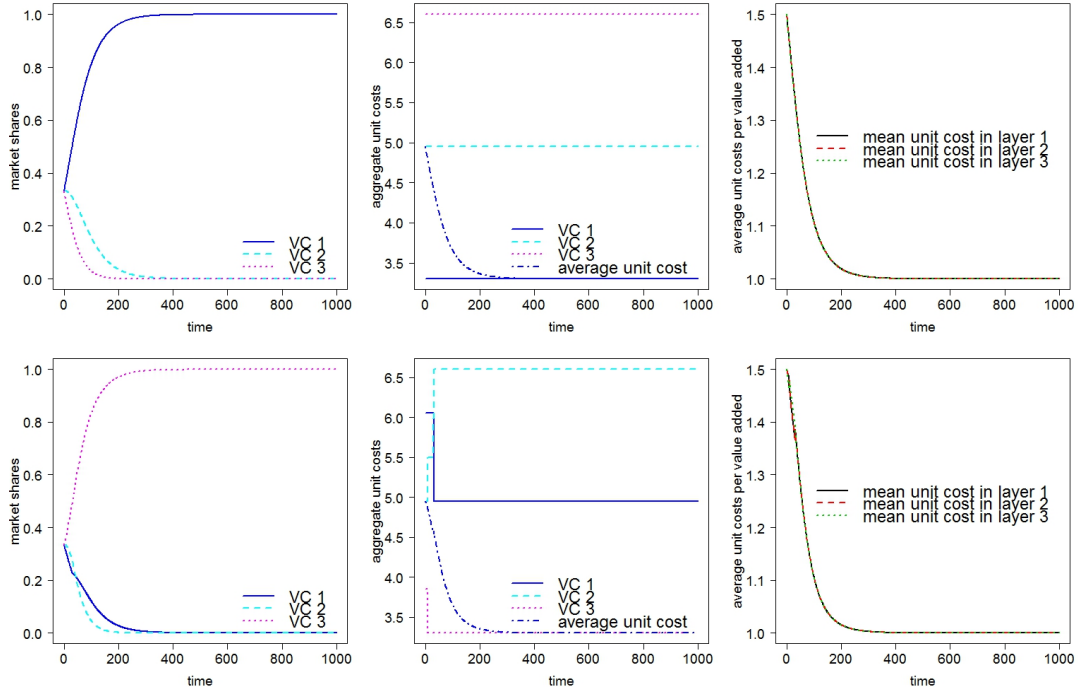 market shares
1.0
0.8
0.6
0.4
0.2
0.0
VC 1
VC 2
VC 3
0 200 400 600 800 1000
time
aggregate unit costs
6.5
6.0
5.5
5.0
4.5
4.0
3.5
VC 1
VC 2
VC 3
average unit cost
0 200 400 600 800 1000
time
average unit costs per value added
1.5
1.4
1.3
1.2
1.1
1.0
mean unit cost in layer 1
mean unit cost in layer 2
mean unit cost in layer 3
0 200 400 600 800 1000
time
market shares
1.0
0.8
0.6
0.4
0.2
0.0
VC 1
VC 2
VC 3
0 200 400 600 800 1000
time
aggregate unit costs
6.5
6.0
5.5
5.0
4.5
4.0
3.5
VC 1
VC 2
VC 3
average unit cost
0 200 400 600 800 1000
time
average unit costs per value added
1.5
1.4
1.3
1.2
1.1
1.0
mean unit cost in layer 1
mean unit cost in layer 2
mean unit cost in layer 3
0 200 400 600 800 1000
time